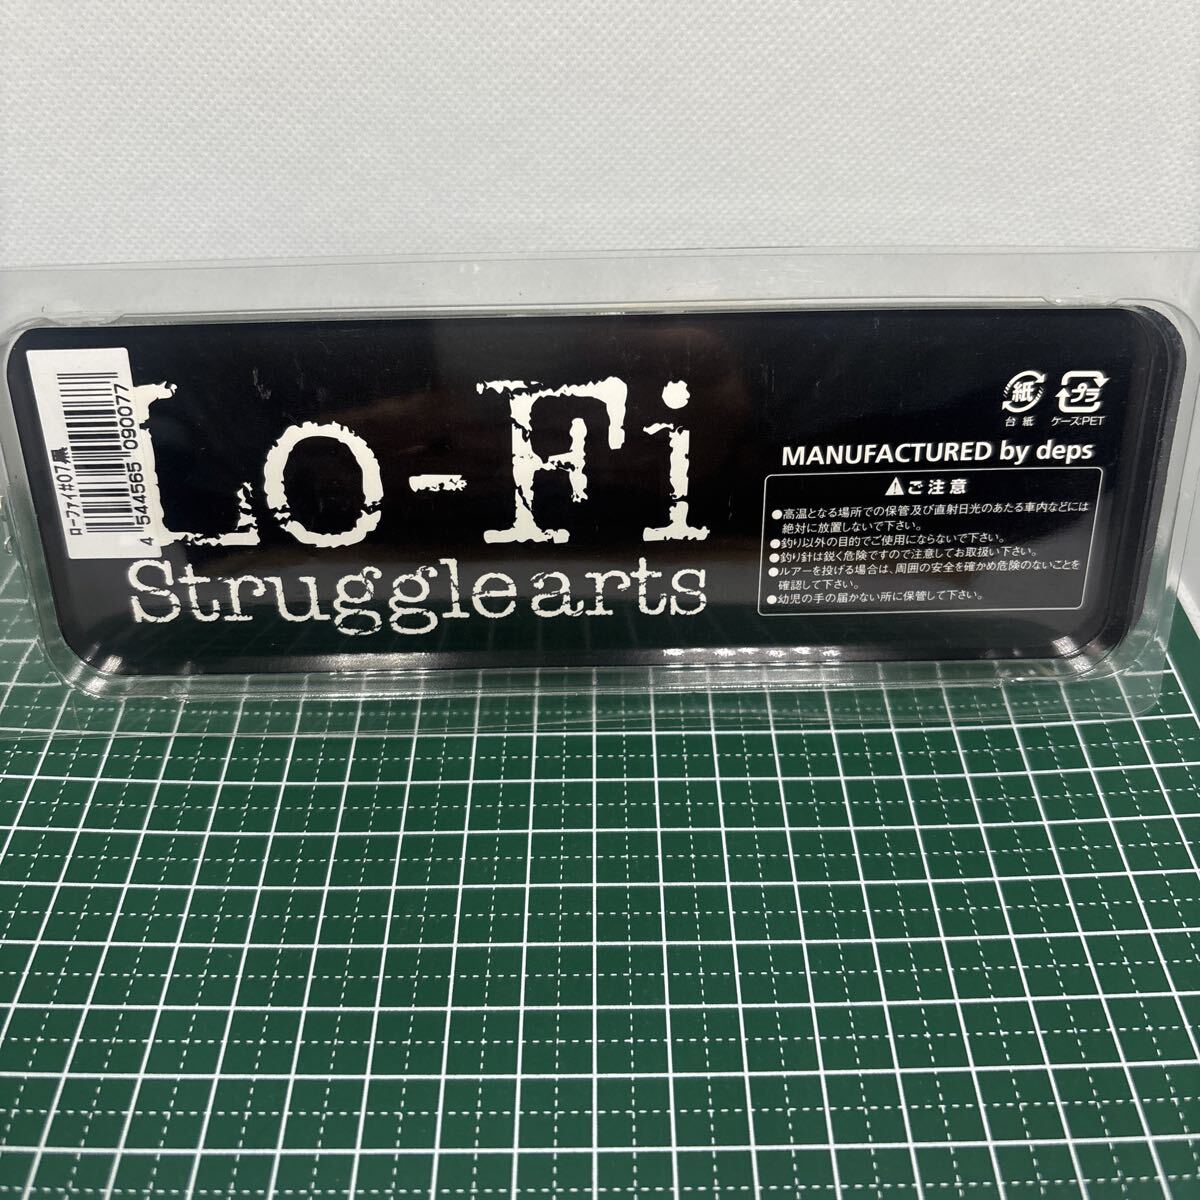 ローファイ#07黒
4 544565 090077
Lo-Fi
Strugglearts
紙
プラ
台紙
ケース:PET
MANUFACTURED by deps
ご注意
●高温となる場所での保管及び直射日光のあたる車内などには
絶対に放置しないで下さい。
●釣り以外の目的でご使用にならないで下さい。
●釣り針は鋭く危険ですので注意してお取扱い下さい。
●ルアーを投げる場合は、周囲の安全を確かめ危険のないことを
確認して下さい。
●幼児の手の届かない所に保管して下さい。